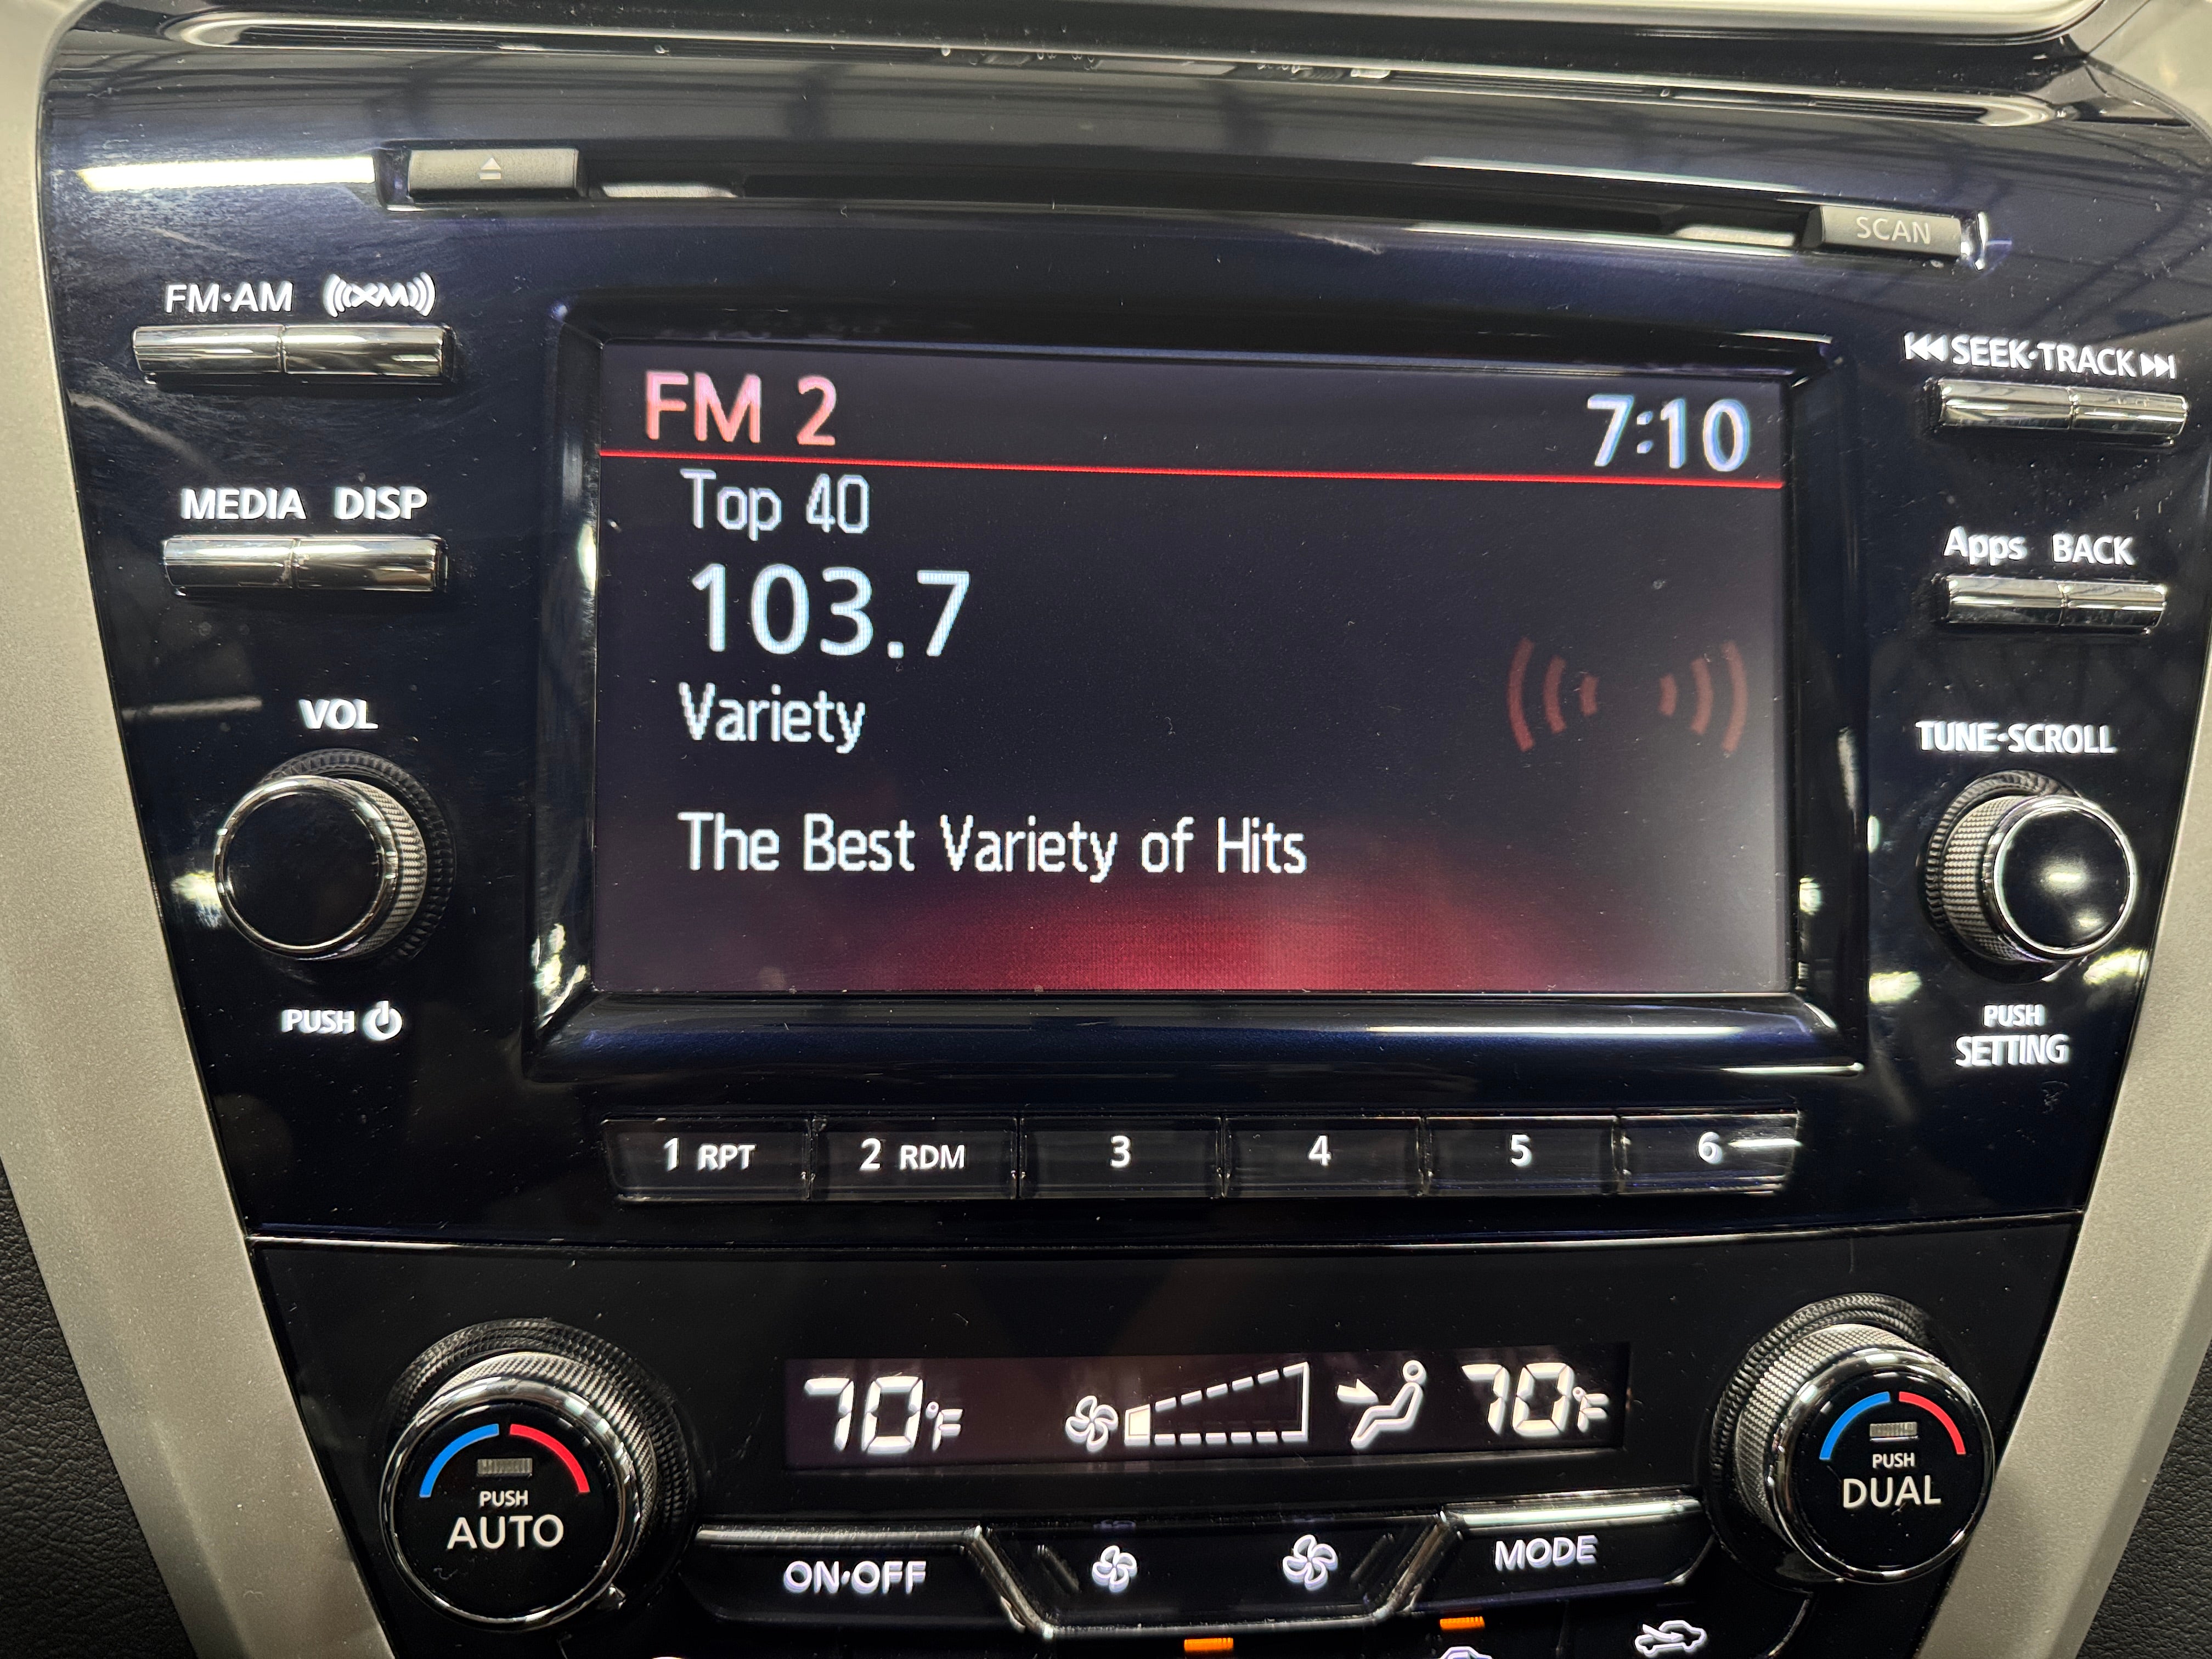 SCAN
FM·AM XM
SEEK·TRACK
FM 2 7:10
Top 40
MEDIA DISP
Apps BACK
103.7
Variety
VOL
TUNE·SCROLL
The Best Variety of Hits
PUSH
PUSH
SETTING
1 RPT 2 RDM 3 4 5 6
70°F 70°F
PUSH
AUTO
PUSH
DUAL
ON·OFF MODE